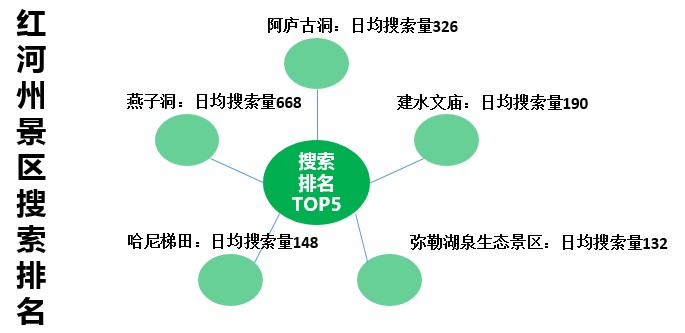 红河州景区搜索排名
阿庐古洞：日均搜索量326
燕子洞：日均搜索量668
建水文庙：日均搜索量190
搜索
排名
TOP5
哈尼梯田：日均搜索量148
弥勒湖泉生态景区：日均搜索量132